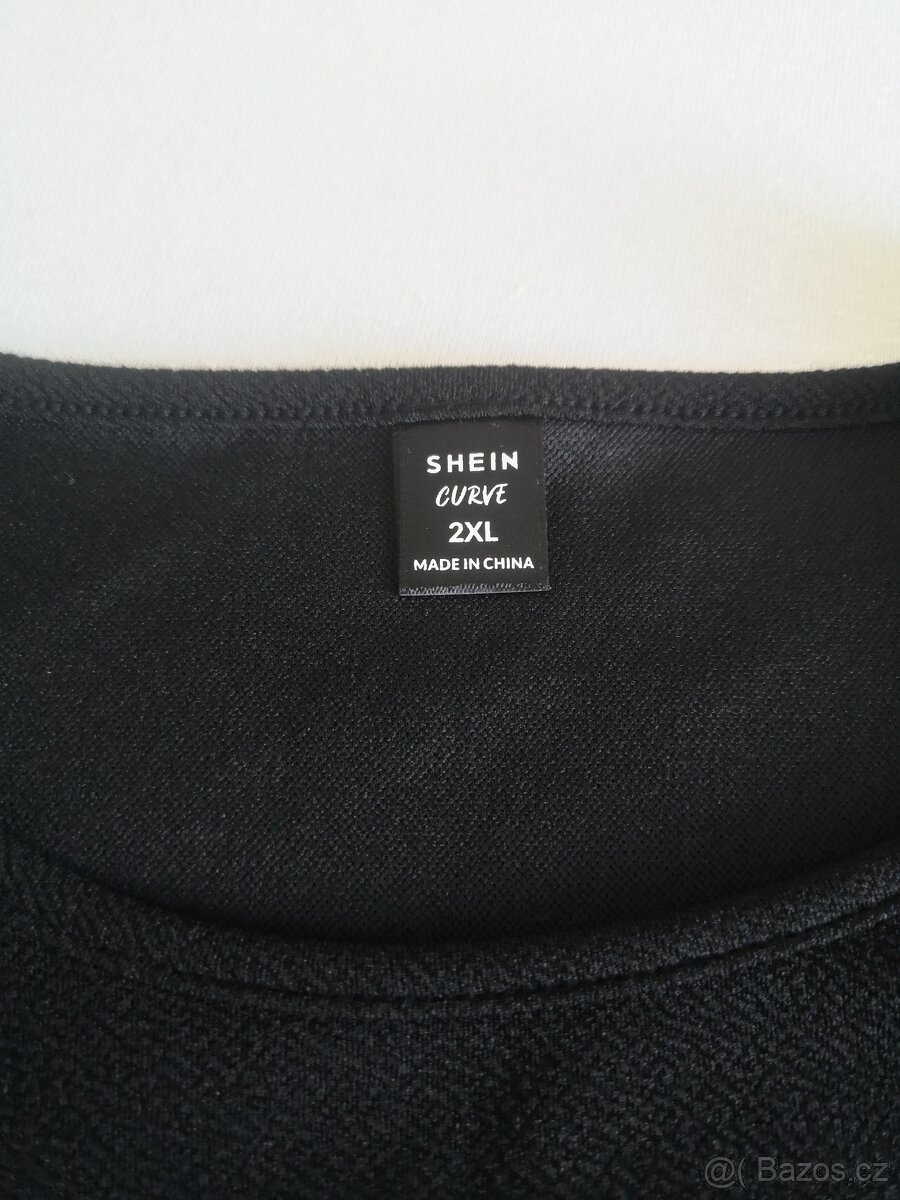 SHEIN
CURVE
2XL
MADE IN CHINA
@( Bazos.cz